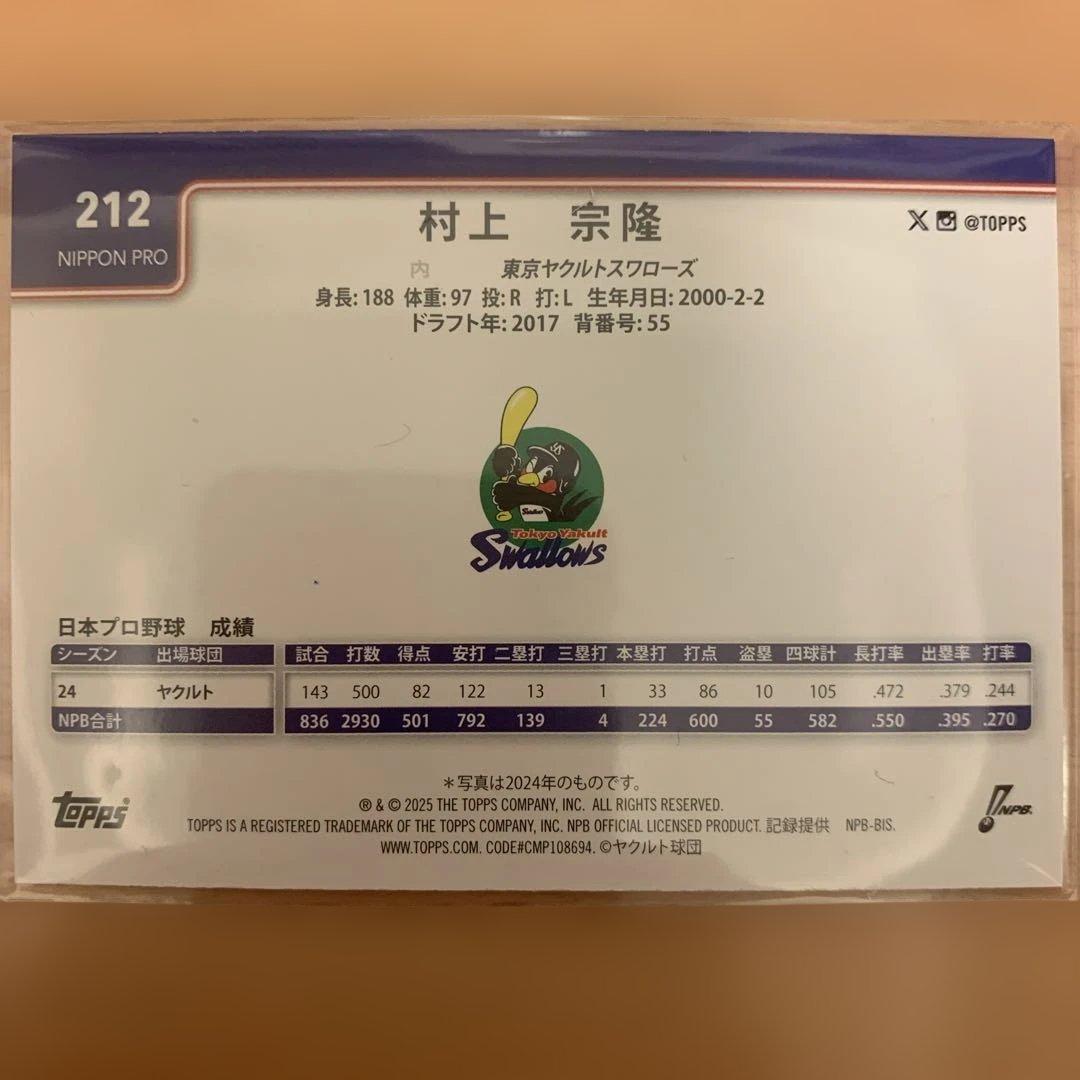 212
NIPPON PRO
村上 宗隆
@TOPPS
内 東京ヤクルトスワローズ
身長: 188 体重: 97 投: R 打: L 生年月日: 2000-2-2
ドラフト年: 2017 背番号: 55
Swallows
Tokyo Yakult
Swallows
日本プロ野球 成績
シーズン 出場球団 試合 打数 得点 安打 二塁打 三塁打 本塁打 打点 盗塁 四球計 長打率 出塁率 打率
24 ヤクルト 143 500 82 122 13 1 33 86 10 105 .472 .379 .244
NPB合計 836 2930 501 792 139 4 224 600 55 582 .550 .395 .270
＊写真は2024年のものです。
® & © 2025 THE TOPPS COMPANY, INC. ALL RIGHTS RESERVED.
TOPPS IS A REGISTERED TRADEMARK OF THE TOPPS COMPANY, INC. NPB OFFICIAL LICENSED PRODUCT. 記録提供 NPB-BIS.
WWW.TOPPS.COM. CODE#CMP108694. ©ヤクルト球団
TOPPS®
NPB®